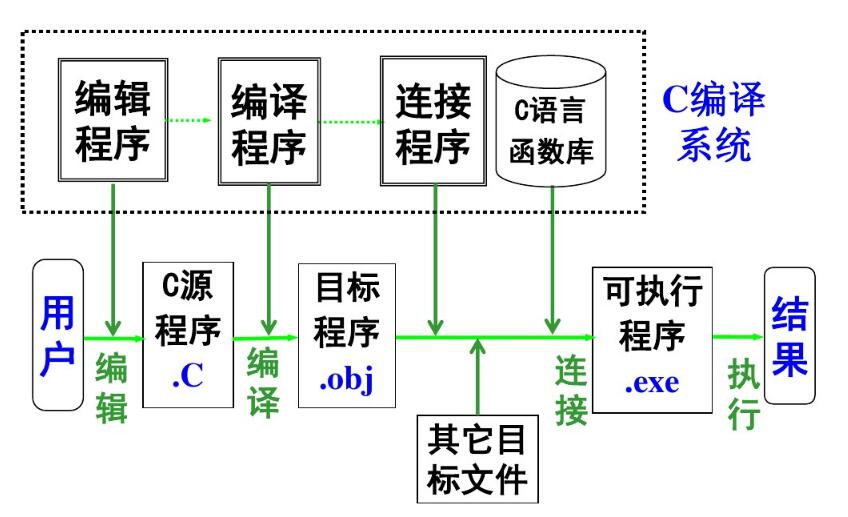 编辑
程序
编译
程序
连接
程序
C语言
函数库
C编译
系统
用
户
编
辑
C源
程序
.C
编
译
目标
程序
.obj
其它目
标文件
连
接
可执行
程序
.exe
执
行
结
果